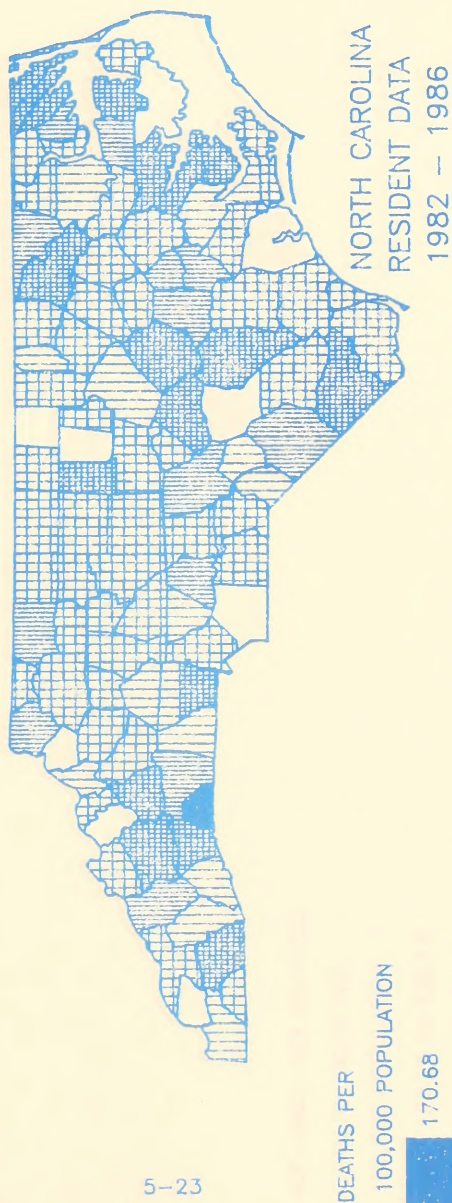 NORTH CAROLINA
RESIDENT DATA
1982 – 1986
DEATHS PER
100,000 POPULATION
170.68
5–23